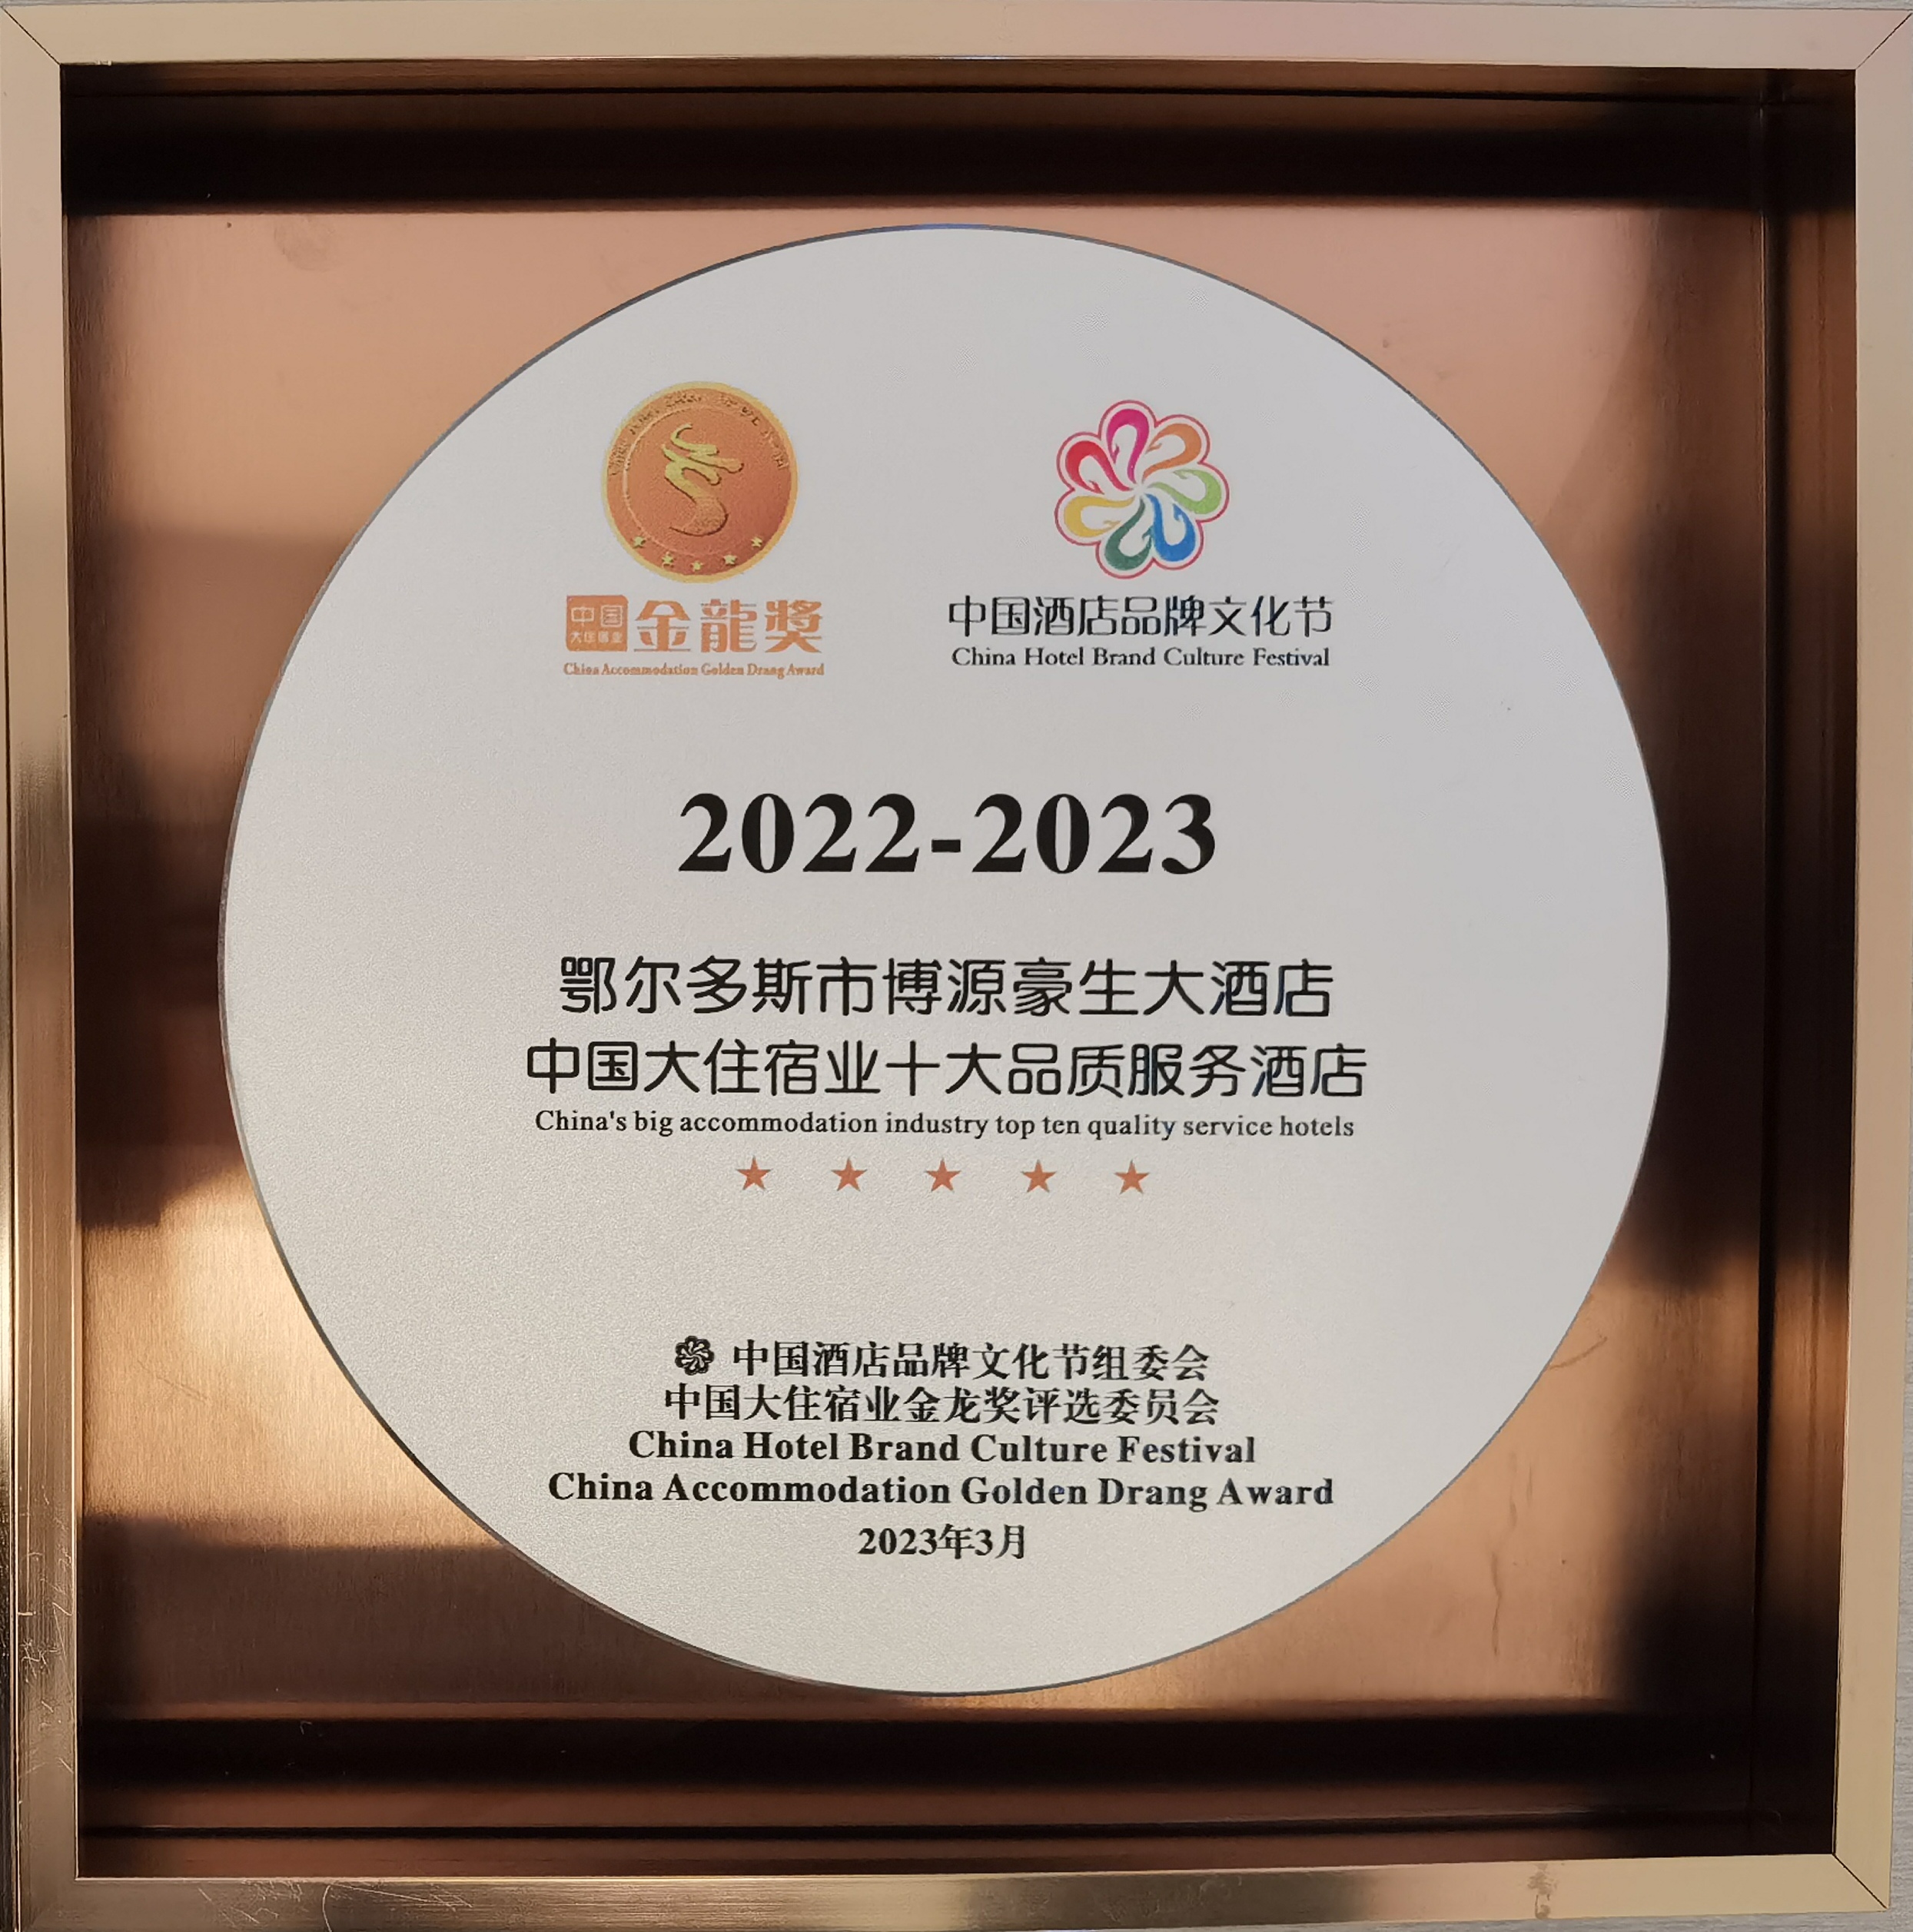 中国
大住宿业
金龍獎
China Accommodation Golden Drang Award
中国酒店品牌文化节
China Hotel Brand Culture Festival
2022-2023
鄂尔多斯市博源豪生大酒店
中国大住宿业十大品质服务酒店
China's big accommodation industry top ten quality service hotels
中国酒店品牌文化节组委会
中国大住宿业金龙奖评选委员会
China Hotel Brand Culture Festival
China Accommodation Golden Drang Award
2023年3月